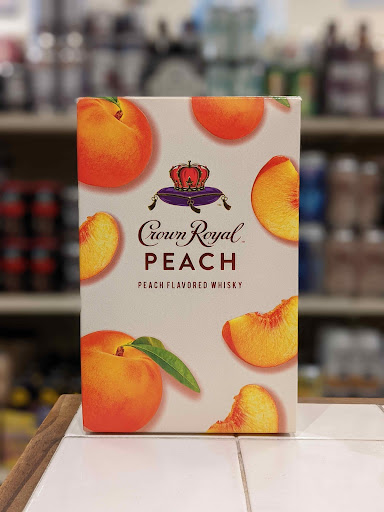 Crown Royal
PEACH
PEACH FLAVORED WHISKY